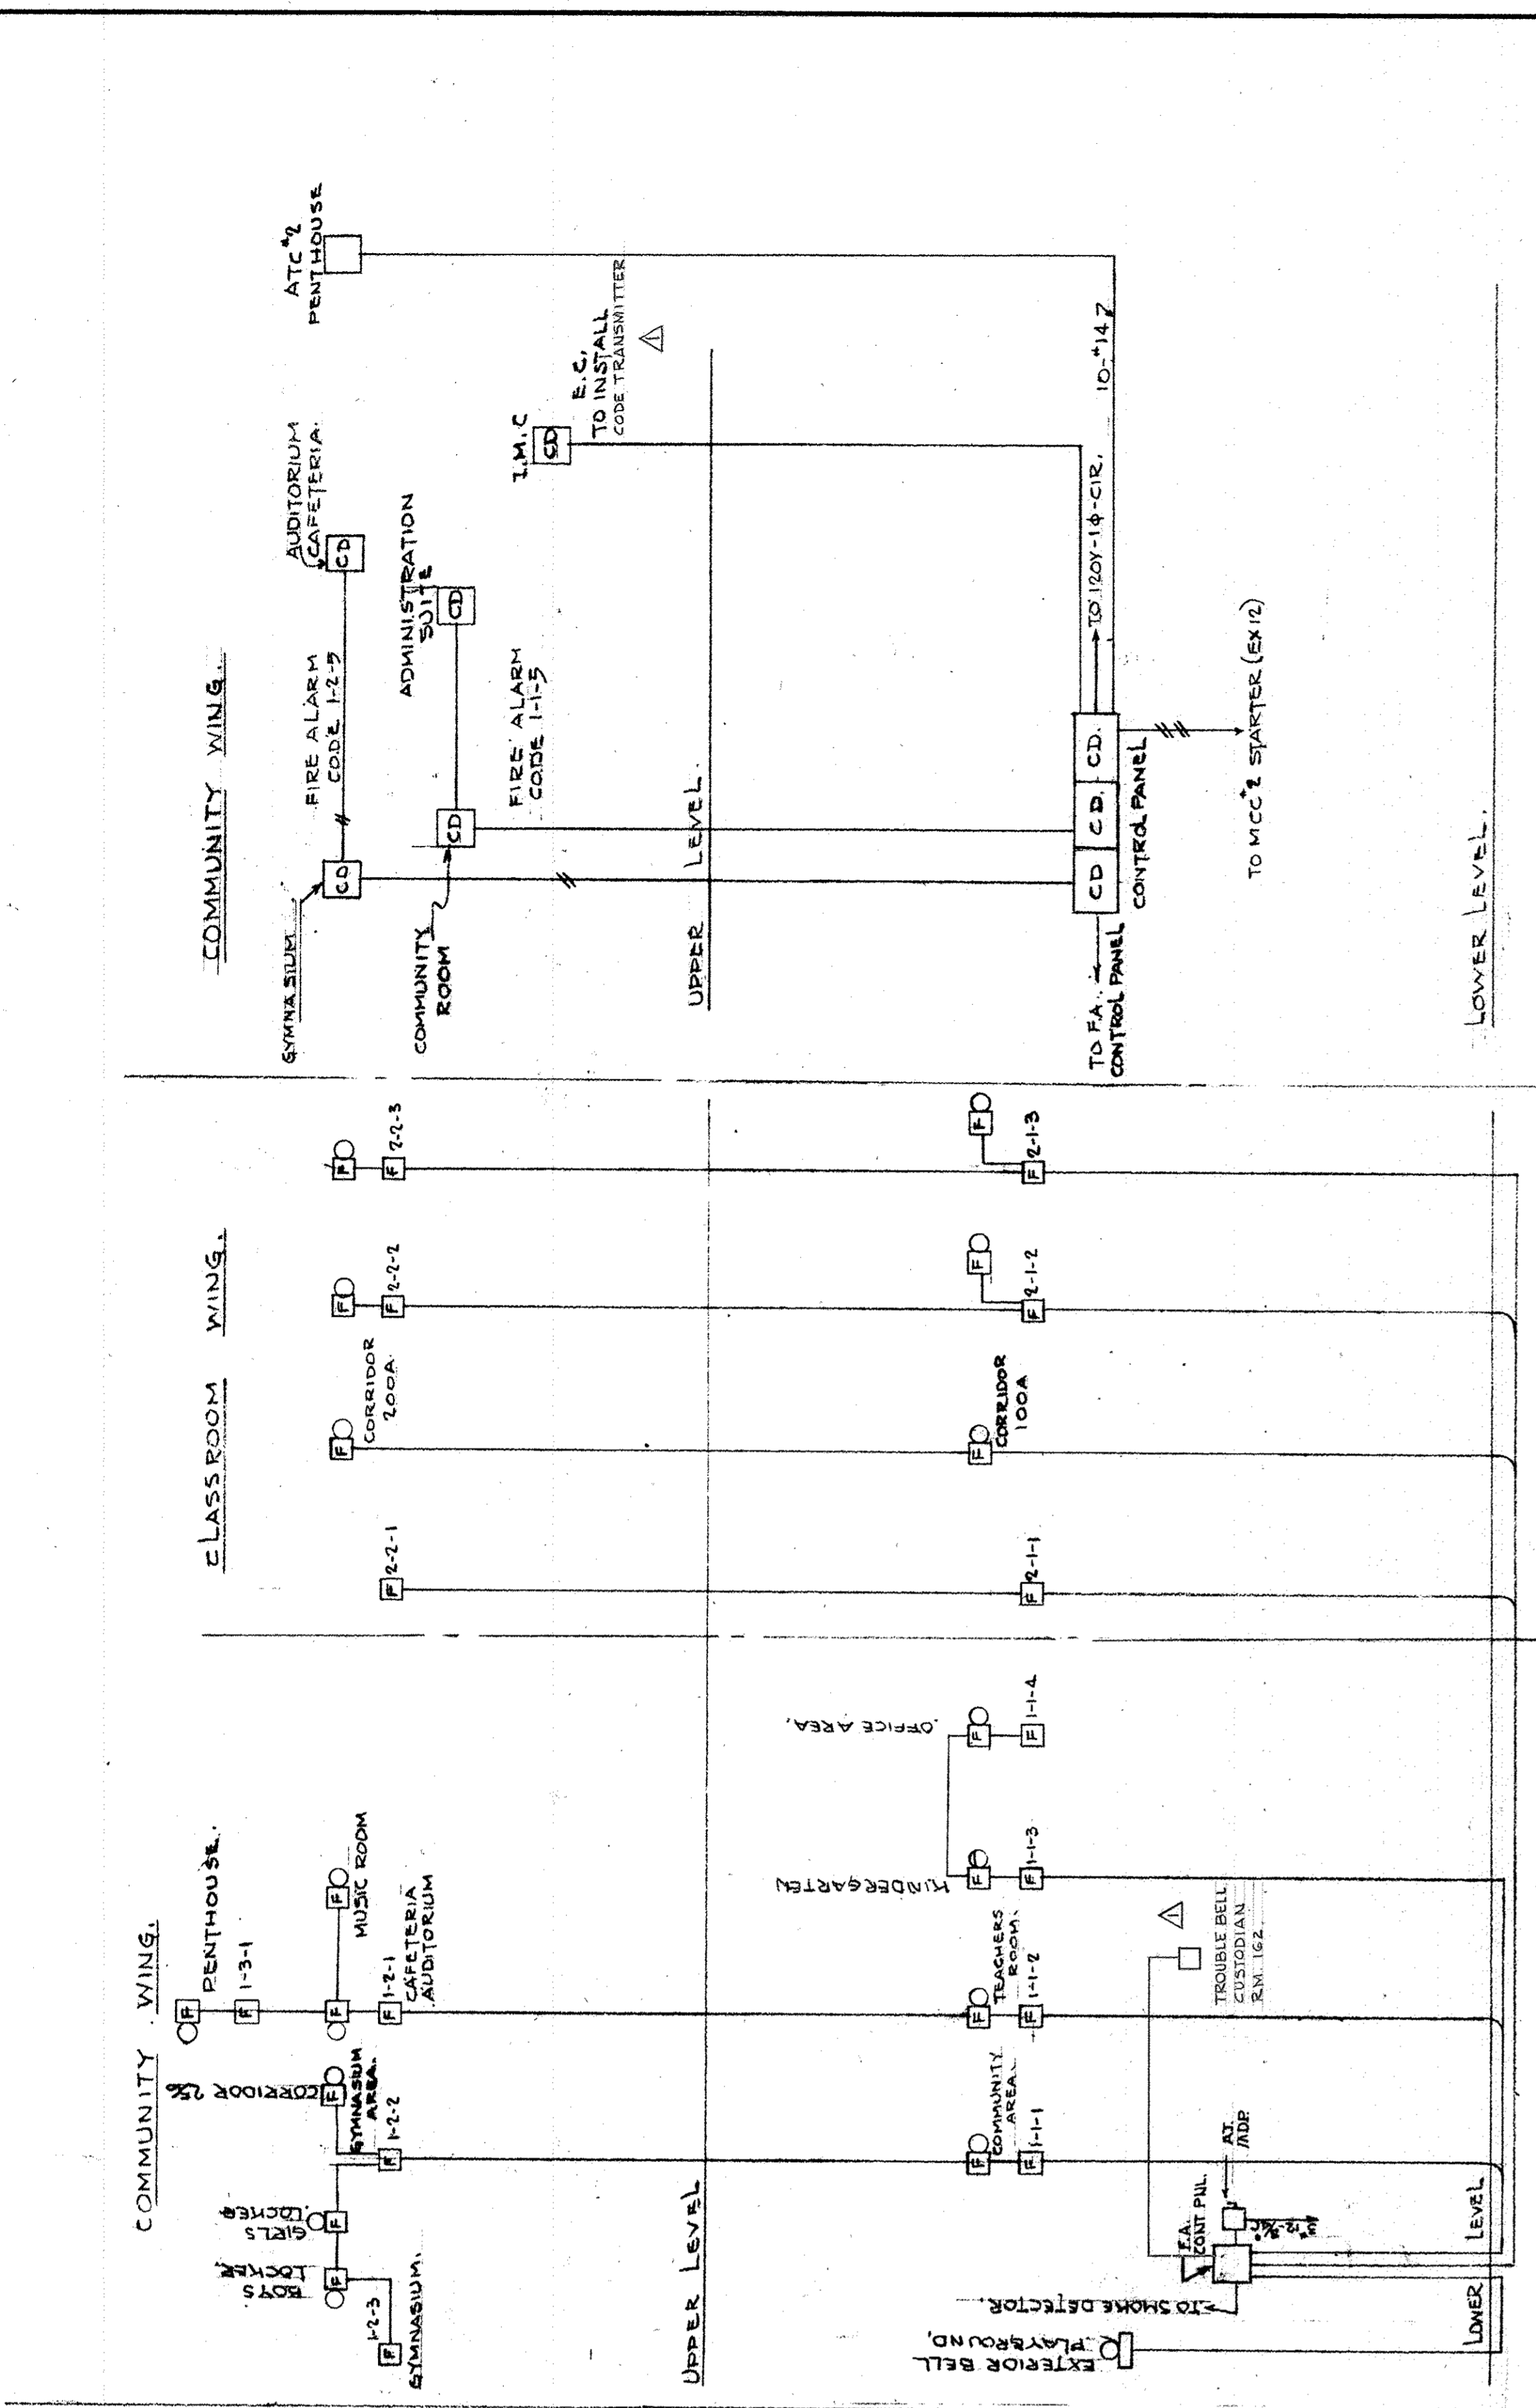 COMMUNITY WING.
PENTHOUSE.
1-3-1
CORRIDOR 256
MUSIC ROOM
GIRLS
LOCKER
BOYS
LOCKER
F
F
F
F
F
F
F
GYMNASIUM
AREA.
1-2-2
F
1-2-1
F
CAFETERIA
AUDITORIUM
1-2-3
F
GYMNASIUM.
UPPER LEVEL
OFFICE AREA.
KINDERGARTEN
F
F
F
F
COMMUNITY
AREA.
TEACHERS
ROOM.
F
1-1-1
F
1-1-2
F
1-1-3
F
1-1-4
EXTERIOR BELL
PLAYGROUND.
TO SMOKE DETECTOR.
F.A.
CONT PNL.
TROUBLE BELL
CUSTODIAN
RM. 162.
1
LOWER LEVEL
CLASSROOM WING.
F
F
F
CORRIDOR
200A.
F
2-2-1
F
2-2-2
F
2-2-3
F
F
F
CORRIDOR
100A
F
2-1-1
F
2-1-2
F
2-1-3
COMMUNITY WING.
GYMNASIUM
CD
FIRE ALARM
CODE 1-2-5
AUDITORIUM
CAFETERIA.
CD
ATC #2
PENTHOUSE
COMMUNITY
ROOM
CD
ADMINISTRATION
SUITE
CD
FIRE ALARM
CODE 1-1-5
I.M.C
CD
E.C.
TO INSTALL
CODE TRANSMITTER
1
UPPER LEVEL.
TO F.A.
CONTROL PANEL
CD
CD.
CD.
CONTROL PANEL
TO 120V-1Φ-CIR.
10-#14
TO MCC #2 STARTER (EX12)
LOWER LEVEL.